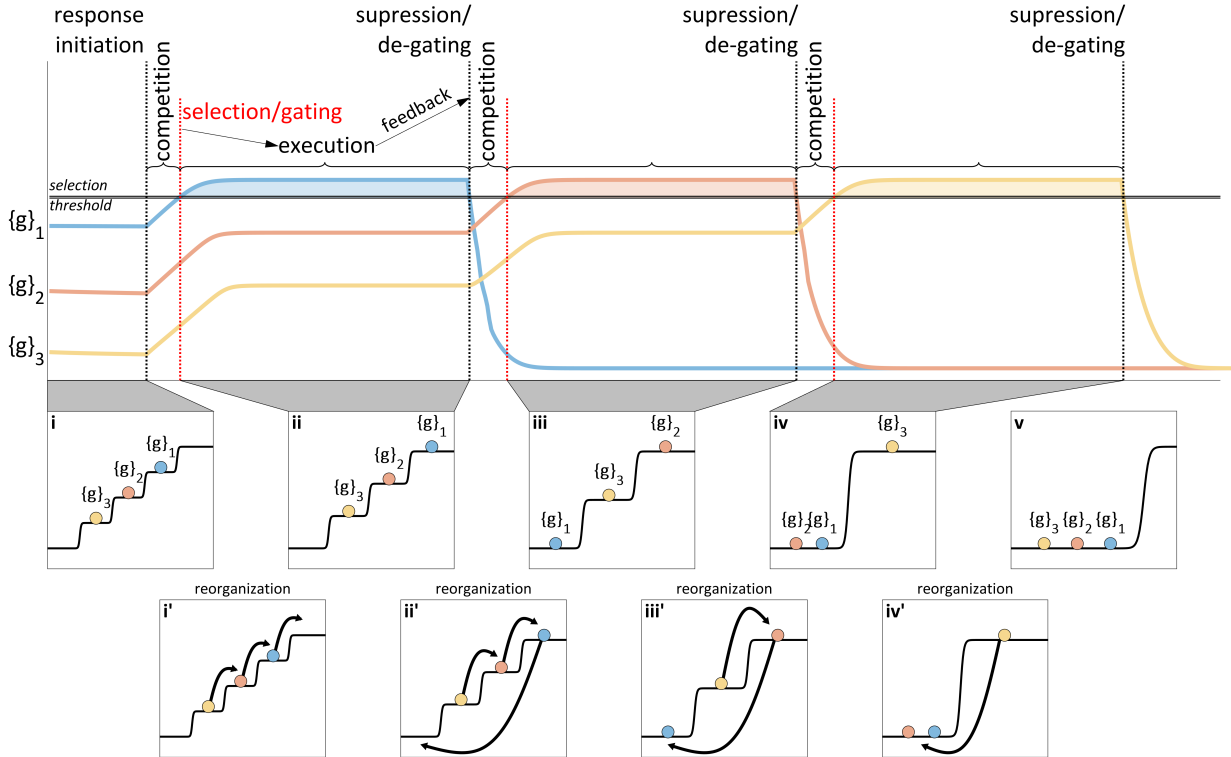 response
initiation
supression/
de-gating
supression/
de-gating
supression/
de-gating
competition
selection/gating
execution
feedback
competition
competition
selection
threshold
{g}1
{g}2
{g}3
i
{g}1
{g}2
{g}3
ii
{g}1
{g}2
{g}3
iii
{g}2
{g}3
{g}1
iv
{g}3
{g}2 {g}1
v
{g}3 {g}2 {g}1
reorganization
reorganization
reorganization
reorganization
i'
ii'
iii'
iv'